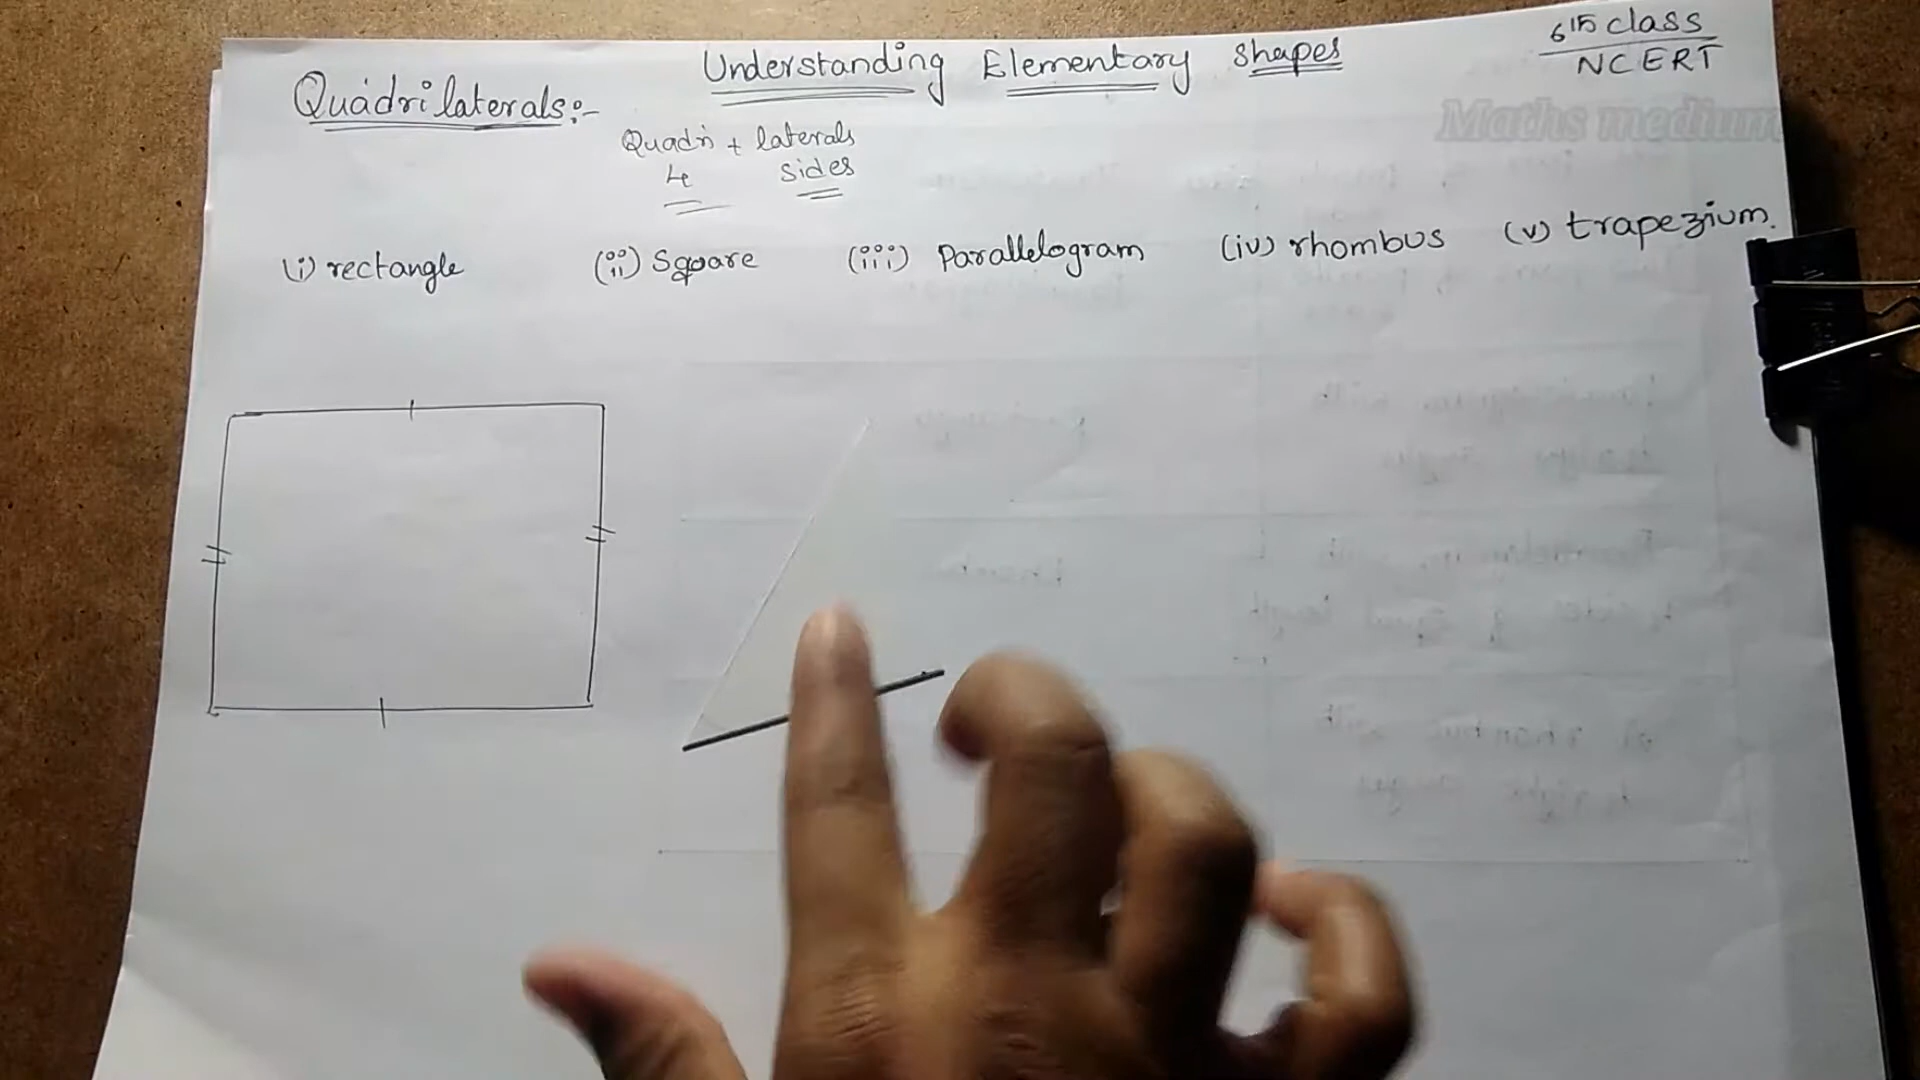 Understanding Elementary shapes
6th class
NCERT
Quadrilaterals:-
Maths medium
Quadri + laterals
4 sides
(i) rectangle (ii) Square (iii) Parallelogram (iv) rhombus (v) trapezium.